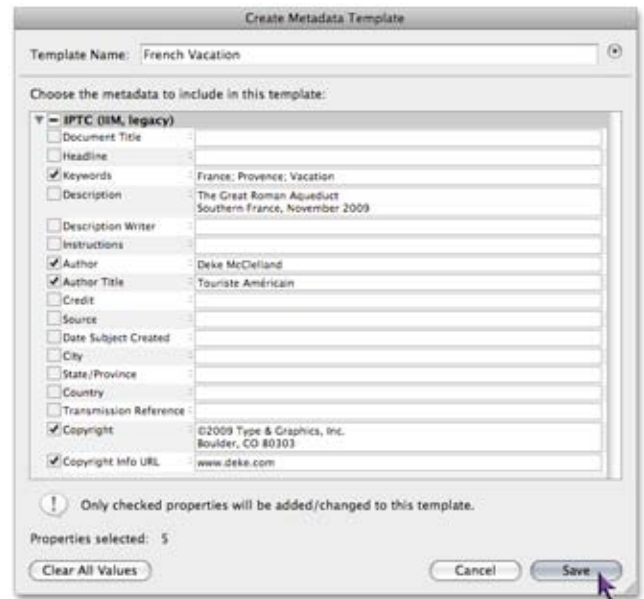 Create Metadata Template
Template Name: French Vacation
Choose the metadata to include in this template:
IPTC (IIM, legacy)
Document Title
Headline
Keywords France; Provence; Vacation
Description The Great Roman Aqueduct
Southern France, November 2009
Description Writer
Instructions
Author Deke McClelland
Author Title Touriste Américain
Credit
Source
Date Subject Created
City
State/Province
Country
Transmission Reference
Copyright ©2009 Type & Graphics, Inc.
Boulder, CO 80303
Copyright Info URL www.deke.com
! Only checked properties will be added/changed to this template.
Properties selected: 5
Clear All Values Cancel Save